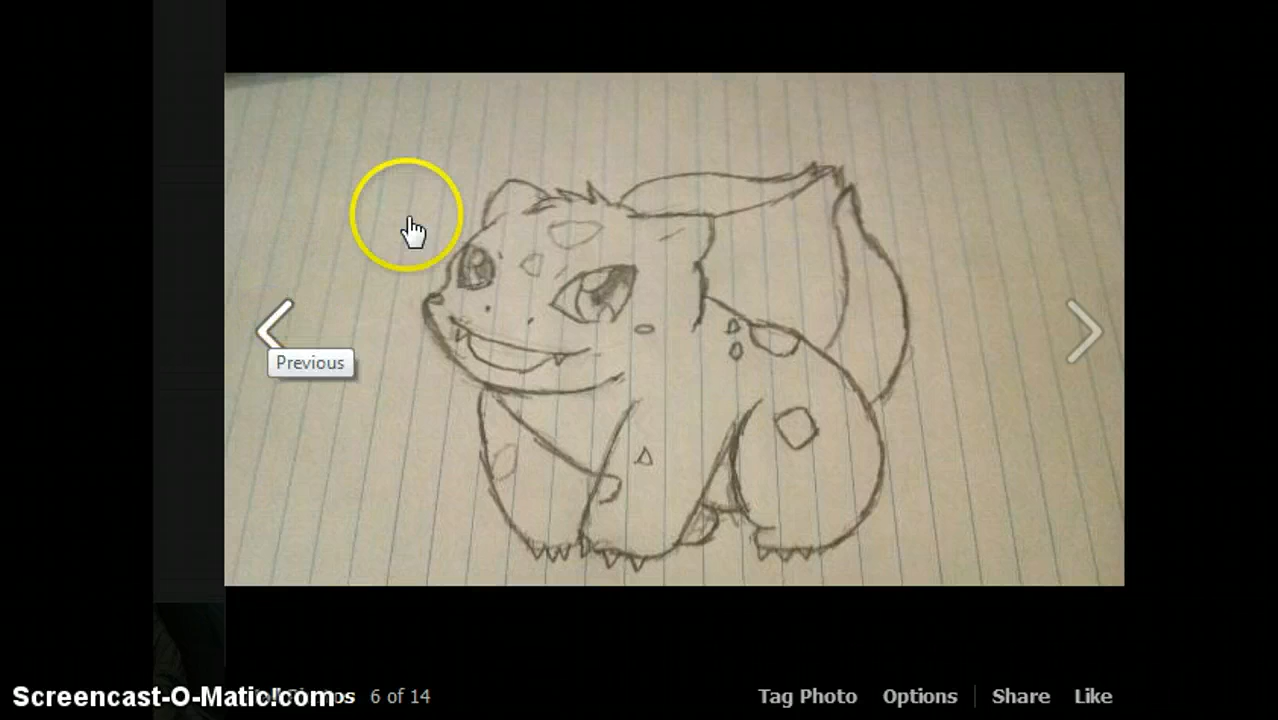 Previous
Screencast-O-Matic.com
6 of 14
Tag Photo
Options
Share
Like